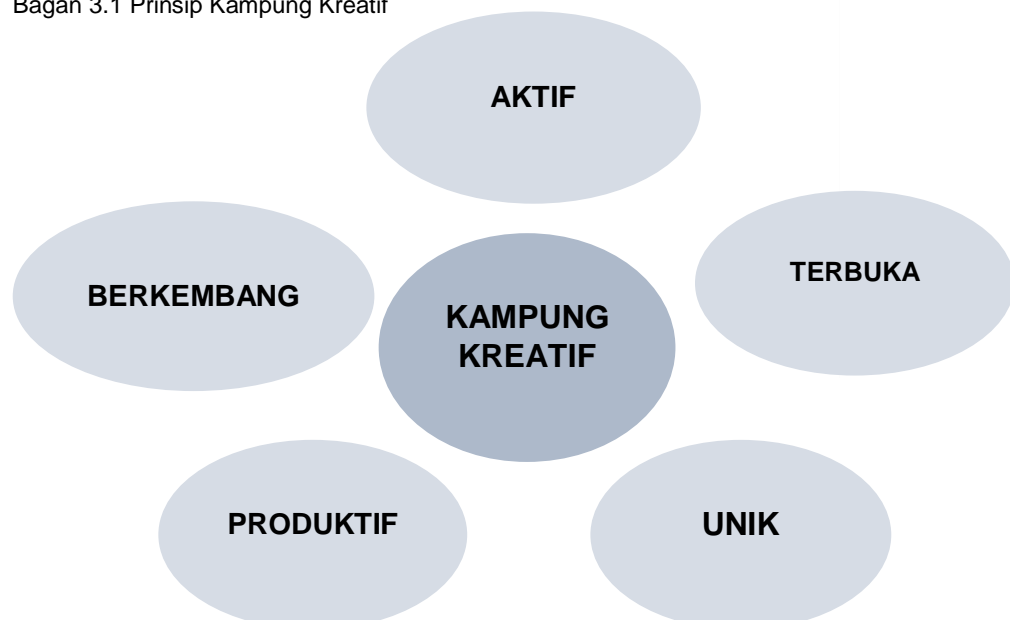 Bagan 3.1 Prinsip Kampung Kreatif
AKTIF
TERBUKA
BERKEMBANG
KAMPUNG
KREATIF
PRODUKTIF
UNIK